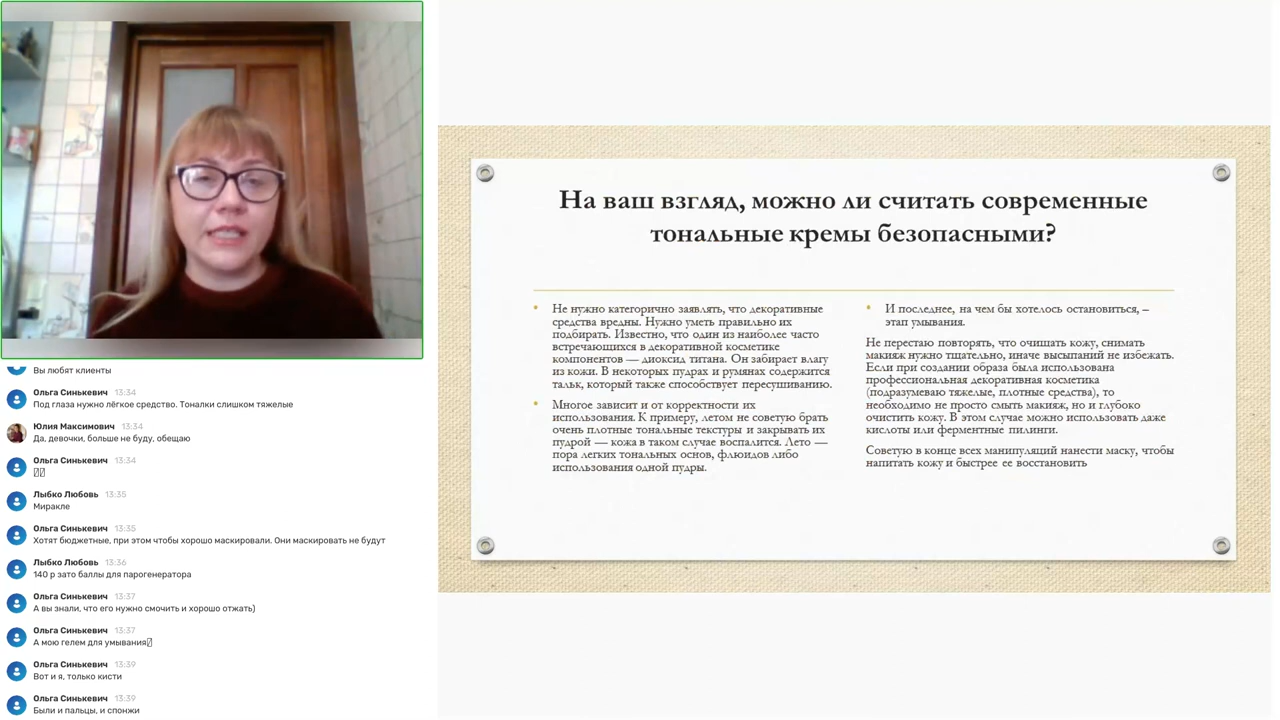 Вы любят клиенты
Ольга Синькевич 13:34
Под глаза нужно лёгкое средство. Тоналки слишком тяжелые
Юлия Максимович 13:34
Да, девочки, больше не буду, обещаю
Ольга Синькевич 13:34
Лыбко Любовь 13:35
Миракле
Ольга Синькевич 13:35
Хотят бюджетные, при этом чтобы хорошо маскировали. Они маскировать не будут
Лыбко Любовь 13:36
140 р зато баллы для парогенератора
Ольга Синькевич 13:37
А вы знали, что его нужно смочить и хорошо отжать)
Ольга Синькевич 13:37
А мою гелем для умывания
Ольга Синькевич 13:39
Вот и я, только кисти
Ольга Синькевич 13:39
Были и пальцы, и спонжи
На ваш взгляд, можно ли считать современные
тональные кремы безопасными?
• Не нужно категорично заявлять, что декоративные
средства вредны. Нужно уметь правильно их
подбирать. Известно, что один из наиболее часто
встречающихся в декоративной косметике
компонентов — диоксид титана. Он забирает влагу
из кожи. В некоторых пудрах и румянах содержится
тальк, который также способствует пересушиванию.
• Многое зависит и от корректности их
использования. К примеру, летом не советую брать
очень плотные тональные текстуры и закрывать их
пудрой — кожа в таком случае воспалится. Лето —
пора легких тональных основ, флюидов либо
использования одной пудры.
• И последнее, на чем бы хотелось остановиться, –
этап умывания.
Не перестаю повторять, что очищать кожу, снимать
макияж нужно тщательно, иначе высыпаний не избежать.
Если при создании образа была использована
профессиональная декоративная косметика
(подразумеваю тяжелые, плотные средства), то
необходимо не просто смыть макияж, но и глубоко
очистить кожу. В этом случае можно использовать даже
кислоты или ферментные пилинги.
Советую в конце всех манипуляций нанести маску, чтобы
напитать кожу и быстрее ее восстановить